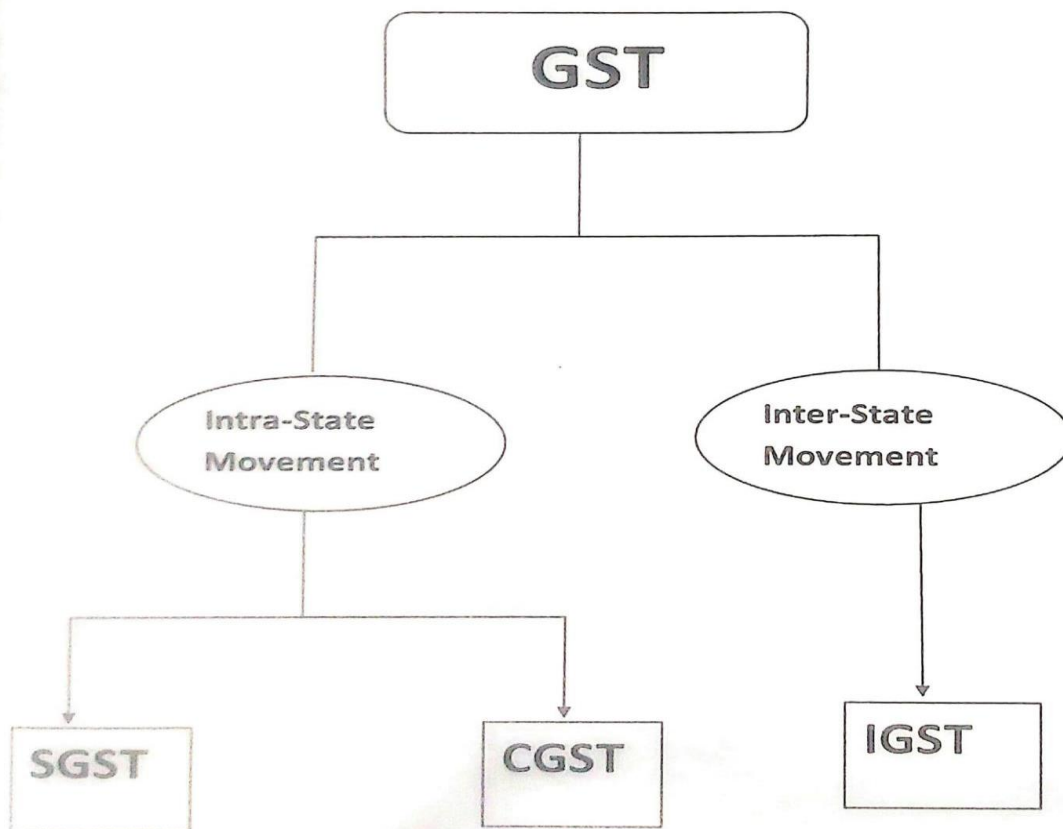 GST
Intra-State
Movement
Inter-State
Movement
SGST
CGST
IGST